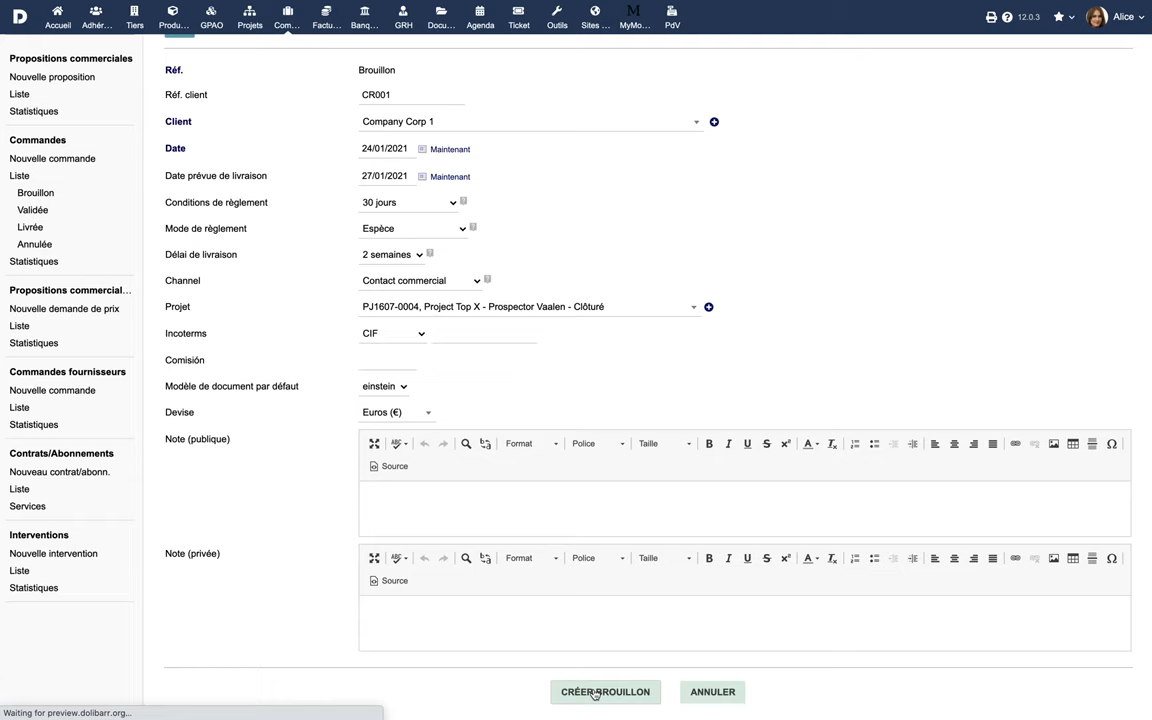 Accueil Adhér... Tiers Produ... GPAO Projets Com... Factu... Banq... GRH Docu... Agenda Ticket Outils Sites ... MyMo... PdV 12.0.3 Alice
Propositions commerciales
Nouvelle proposition
Liste
Statistiques
Commandes
Nouvelle commande
Liste
Brouillon
Validée
Livrée
Annulée
Statistiques
Propositions commercial...
Nouvelle demande de prix
Liste
Statistiques
Commandes fournisseurs
Nouvelle commande
Liste
Statistiques
Contrats/Abonnements
Nouveau contrat/abonn.
Liste
Services
Interventions
Nouvelle intervention
Liste
Statistiques
Réf. Brouillon
Réf. client CR001
Client Company Corp 1
Date 24/01/2021 Maintenant
Date prévue de livraison 27/01/2021 Maintenant
Conditions de règlement 30 jours
Mode de règlement Espèce
Délai de livraison 2 semaines
Channel Contact commercial
Projet PJ1607-0004, Project Top X - Prospector Vaalen - Clôturé
Incoterms CIF
Comisión
Modèle de document par défaut einstein
Devise Euros (€)
Note (publique) Format Police Taille
Source
Note (privée) Format Police Taille
Source
CRÉER BROUILLON ANNULER
Waiting for preview.dolibarr.org...